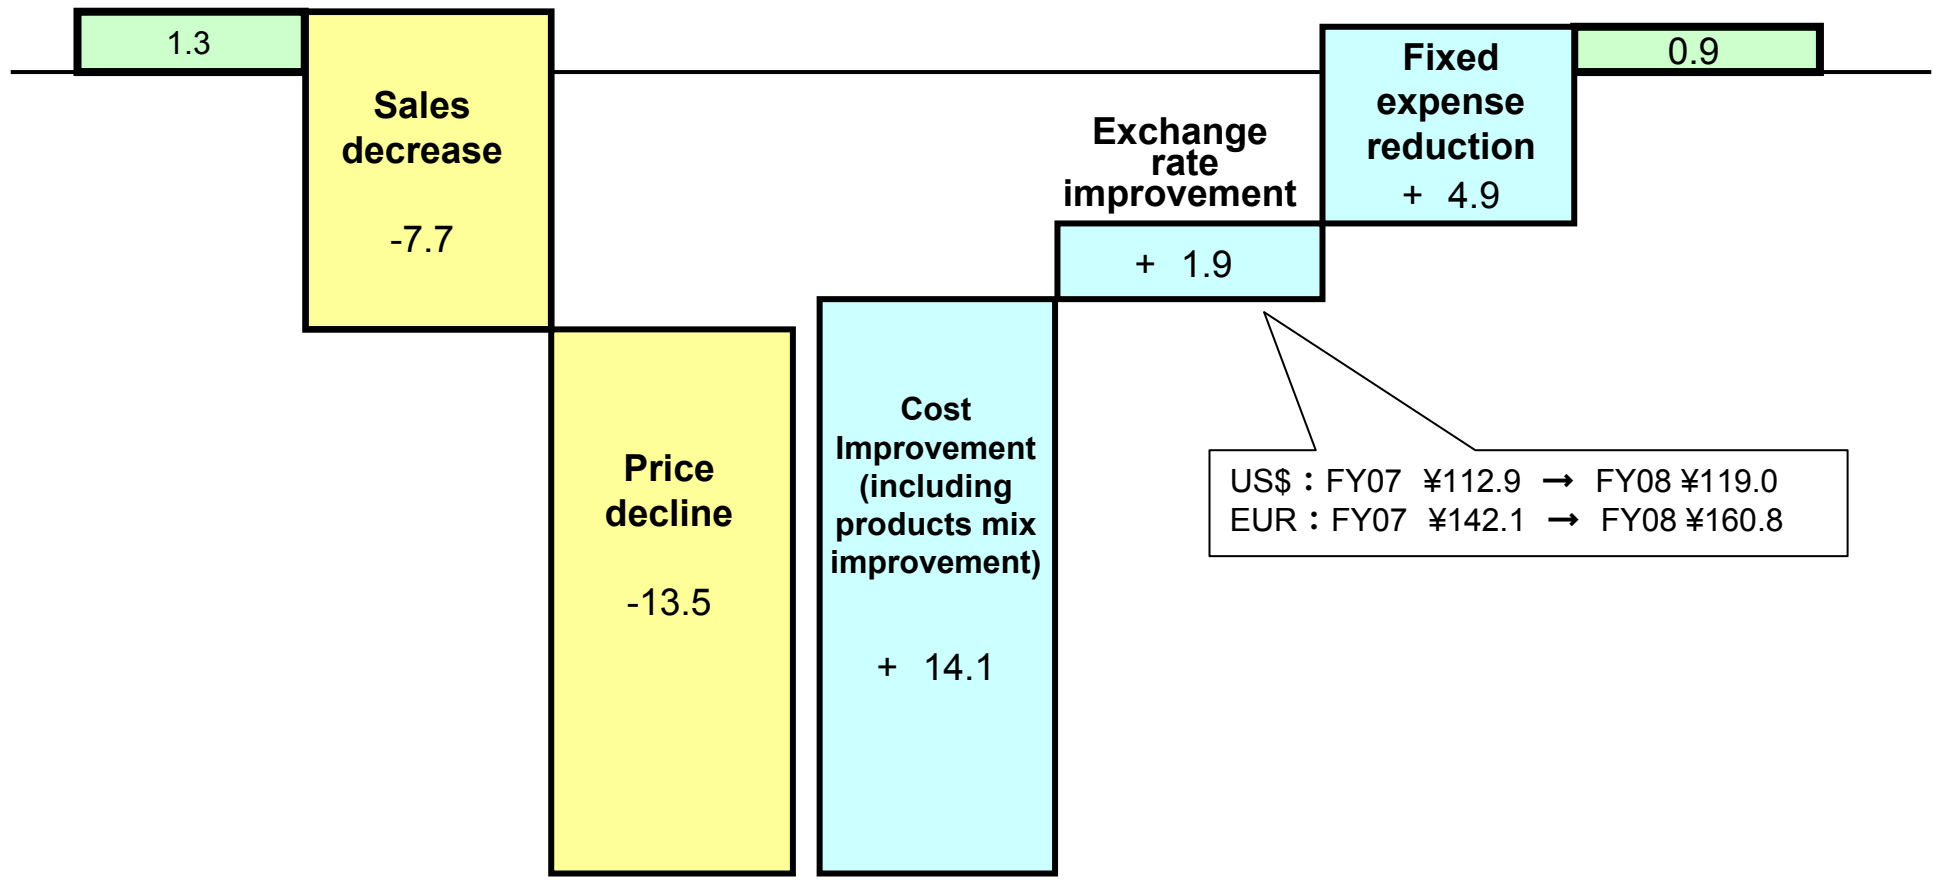 1.3
Sales
decrease
-7.7
Price
decline
-13.5
Cost
Improvement
(including
products mix
improvement)
+ 14.1
Exchange
rate
improvement
+ 1.9
Fixed
expense
reduction
+ 4.9
0.9
US$：FY07 ¥112.9 → FY08 ¥119.0
EUR：FY07 ¥142.1 → FY08 ¥160.8